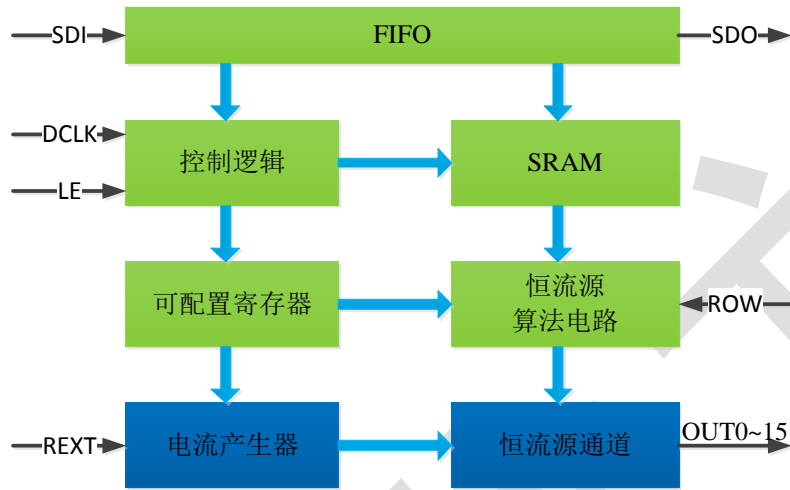 SDI
FIFO
SDO
DCLK
LE
控制逻辑
SRAM
可配置寄存器
恒流源
算法电路
ROW
REXT
电流产生器
恒流源通道
OUT0~15